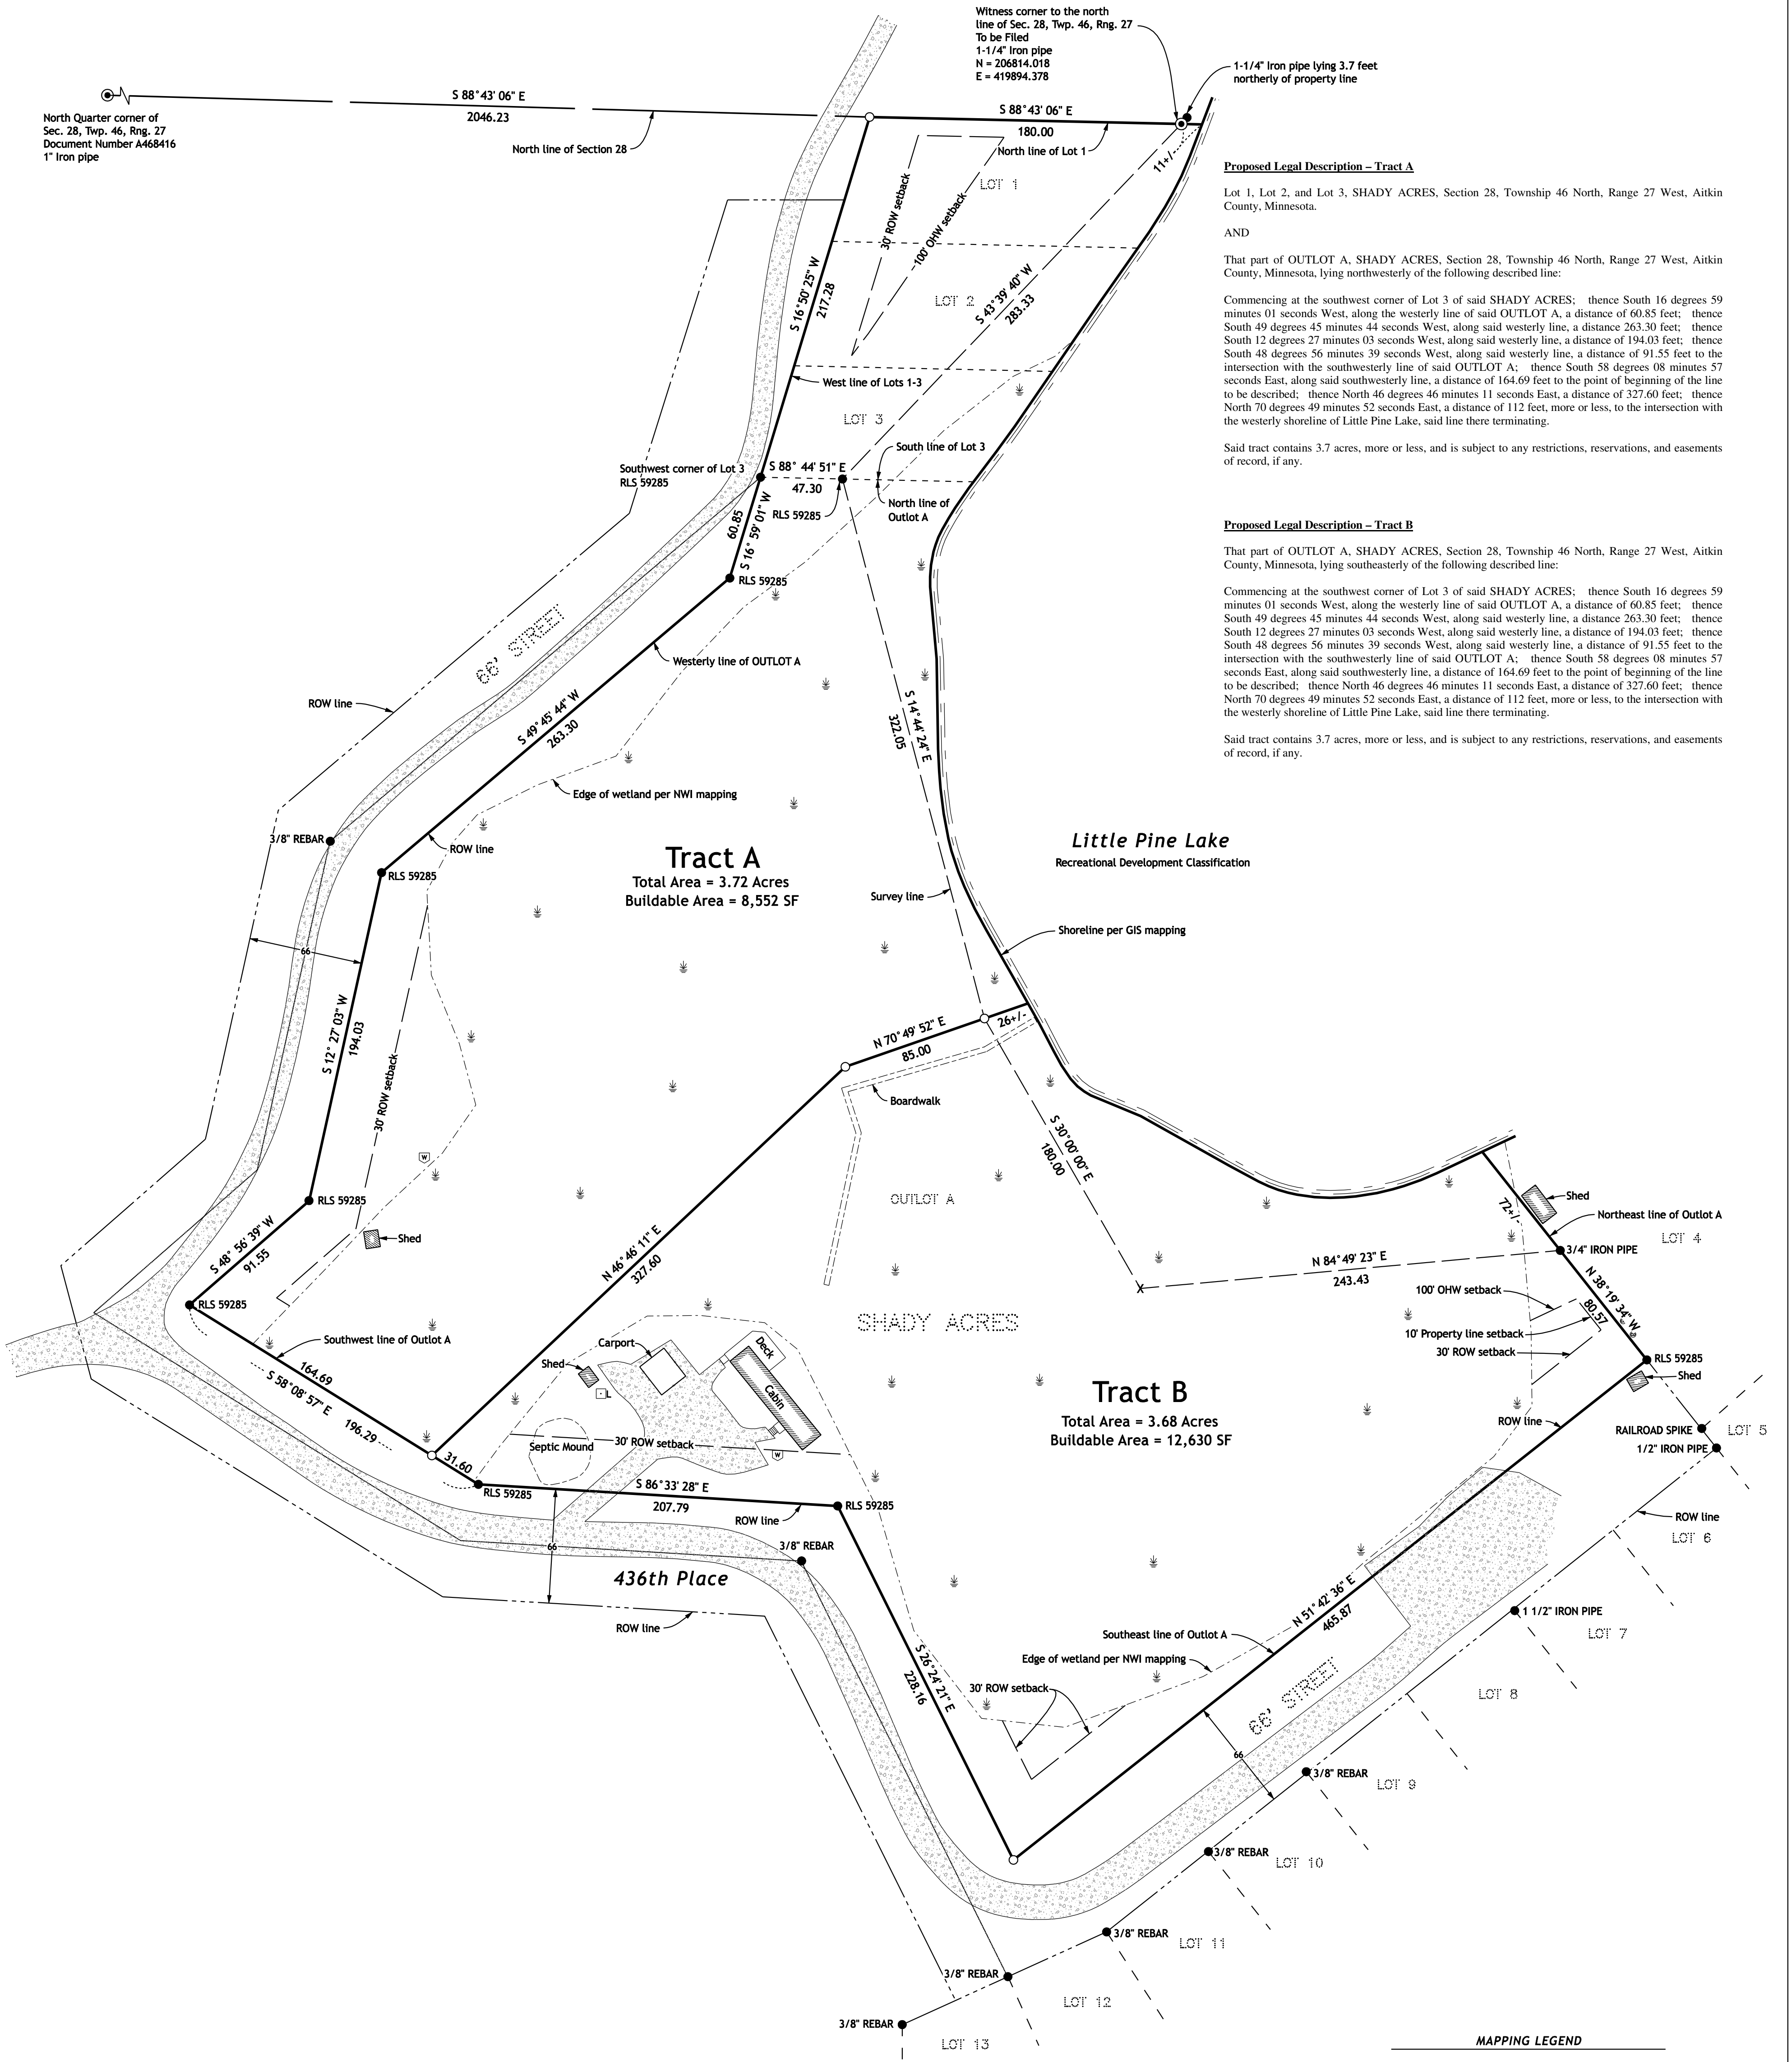 Witness corner to the north
line of Sec. 28, Twp. 46, Rng. 27
To be Filed
1-1/4" Iron pipe
N = 206814.018
E = 419894.378
1-1/4" Iron pipe lying 3.7 feet
northerly of property line
North Quarter corner of
Sec. 28, Twp. 46, Rng. 27
Document Number A468416
1" Iron pipe
S 88°43' 06" E
2046.23
North line of Section 28
S 88°43' 06" E
180.00
North line of Lot 1
11+/-
LOT 1
30' ROW setback
100' OHW setback
S 16°50' 25" W
217.28
LOT 2
S 43°39' 40" W
283.33
West line of Lots 1-3
LOT 3
South line of Lot 3
Southwest corner of Lot 3
RLS 59285
S 88° 44' 51" E
47.30
RLS 59285
North line of
Outlot A
60.85
S 16° 59' 01" W
RLS 59285
Proposed Legal Description – Tract A
Lot 1, Lot 2, and Lot 3, SHADY ACRES, Section 28, Township 46 North, Range 27 West, Aitkin
County, Minnesota.
AND
That part of OUTLOT A, SHADY ACRES, Section 28, Township 46 North, Range 27 West, Aitkin
County, Minnesota, lying northwesterly of the following described line:
Commencing at the southwest corner of Lot 3 of said SHADY ACRES; thence South 16 degrees 59
minutes 01 seconds West, along the westerly line of said OUTLOT A, a distance of 60.85 feet; thence
South 49 degrees 45 minutes 44 seconds West, along said westerly line, a distance 263.30 feet; thence
South 12 degrees 27 minutes 03 seconds West, along said westerly line, a distance of 194.03 feet; thence
South 48 degrees 56 minutes 39 seconds West, along said westerly line, a distance of 91.55 feet to the
intersection with the southwesterly line of said OUTLOT A; thence South 58 degrees 08 minutes 57
seconds East, along said southwesterly line, a distance of 164.69 feet to the point of beginning of the line
to be described; thence North 46 degrees 46 minutes 11 seconds East, a distance of 327.60 feet; thence
North 70 degrees 49 minutes 52 seconds East, a distance of 112 feet, more or less, to the intersection with
the westerly shoreline of Little Pine Lake, said line there terminating.
Said tract contains 3.7 acres, more or less, and is subject to any restrictions, reservations, and easements
of record, if any.
Proposed Legal Description – Tract B
That part of OUTLOT A, SHADY ACRES, Section 28, Township 46 North, Range 27 West, Aitkin
County, Minnesota, lying southeasterly of the following described line:
Commencing at the southwest corner of Lot 3 of said SHADY ACRES; thence South 16 degrees 59
minutes 01 seconds West, along the westerly line of said OUTLOT A, a distance of 60.85 feet; thence
South 49 degrees 45 minutes 44 seconds West, along said westerly line, a distance 263.30 feet; thence
South 12 degrees 27 minutes 03 seconds West, along said westerly line, a distance of 194.03 feet; thence
South 48 degrees 56 minutes 39 seconds West, along said westerly line, a distance of 91.55 feet to the
intersection with the southwesterly line of said OUTLOT A; thence South 58 degrees 08 minutes 57
seconds East, along said southwesterly line, a distance of 164.69 feet to the point of beginning of the line
to be described; thence North 46 degrees 46 minutes 11 seconds East, a distance of 327.60 feet; thence
North 70 degrees 49 minutes 52 seconds East, a distance of 112 feet, more or less, to the intersection with
the westerly shoreline of Little Pine Lake, said line there terminating.
Said tract contains 3.7 acres, more or less, and is subject to any restrictions, reservations, and easements
of record, if any.
66' STREET
Westerly line of OUTLOT A
ROW line
S 49° 45' 44" W
263.30
S 14°44' 24" E
322.05
Edge of wetland per NWI mapping
3/8" REBAR
ROW line
RLS 59285
Tract A
Total Area = 3.72 Acres
Buildable Area = 8,552 SF
Little Pine Lake
Recreational Development Classification
Survey line
Shoreline per GIS mapping
66
S 12° 27' 03" W
194.03
30' ROW setback
N 70°49' 52" E
85.00
26+/-
Boardwalk
S 30°00' 00" E
180.00
W
OUTLOT A
RLS 59285
Shed
S 48° 56' 39" W
91.55
RLS 59285
N 46°46' 11" E
327.60
Shed
72+/-
Northeast line of Outlot A
LOT 4
3/4" IRON PIPE
N 84°49' 23" E
243.43
N 38°19' 34" W
80.57
100' OHW setback
10' Property line setback
30' ROW setback
RLS 59285
Shed
SHADY ACRES
Southwest line of Outlot A
164.69
S 58°08' 57" E
196.29
31.60
Carport
Shed
Deck
Cabin
L
Septic Mound
30' ROW setback
W
RLS 59285
S 86°33' 28" E
207.79
ROW line
RLS 59285
Tract B
Total Area = 3.68 Acres
Buildable Area = 12,630 SF
ROW line
RAILROAD SPIKE
LOT 5
1/2" IRON PIPE
ROW line
LOT 6
66
3/8" REBAR
436th Place
ROW line
N 51°42' 36" E
465.87
1 1/2" IRON PIPE
LOT 7
Southeast line of Outlot A
Edge of wetland per NWI mapping
S 26°24' 21" E
228.16
30' ROW setback
66' STREET
LOT 8
66
3/8" REBAR
LOT 9
3/8" REBAR
LOT 10
3/8" REBAR
LOT 11
3/8" REBAR
LOT 12
3/8" REBAR
LOT 13
MAPPING LEGEND